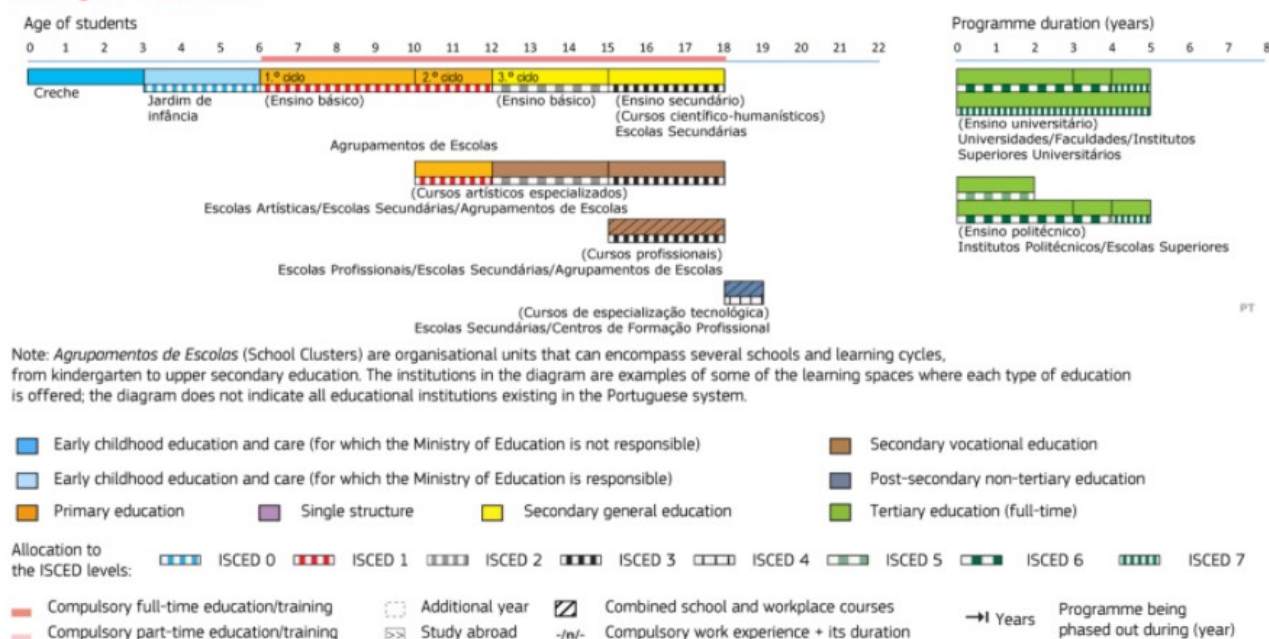 Age of students
0 1 2 3 4 5 6 7 8 9 10 11 12 13 14 15 16 17 18 19 20 21 22
1.º ciclo 2.º ciclo 3.º ciclo
Creche
Jardim de
infância
(Ensino básico)
(Ensino básico)
(Ensino secundário)
(Cursos científico-humanísticos)
Escolas Secundárias
Agrupamentos de Escolas
(Cursos artísticos especializados)
Escolas Artísticas/Escolas Secundárias/Agrupamentos de Escolas
(Cursos profissionais)
Escolas Profissionais/Escolas Secundárias/Agrupamentos de Escolas
(Cursos de especialização tecnológica)
Escolas Secundárias/Centros de Formação Profissional
Programme duration (years)
0 1 2 3 4 5 6 7 8
(Ensino universitário)
Universidades/Faculdades/Institutos
Superiores Universitários
(Ensino politécnico)
Institutos Politécnicos/Escolas Superiores
PT
Note: Agrupamentos de Escolas (School Clusters) are organisational units that can encompass several schools and learning cycles,
from kindergarten to upper secondary education. The institutions in the diagram are examples of some of the learning spaces where each type of education
is offered; the diagram does not indicate all educational institutions existing in the Portuguese system.
Early childhood education and care (for which the Ministry of Education is not responsible)
Secondary vocational education
Early childhood education and care (for which the Ministry of Education is responsible)
Post-secondary non-tertiary education
Primary education Single structure Secondary general education Tertiary education (full-time)
Allocation to
the ISCED levels:
ISCED 0 ISCED 1 ISCED 2 ISCED 3 ISCED 4 ISCED 5 ISCED 6 ISCED 7
Compulsory full-time education/training
Additional year
Combined school and workplace courses
Years
Programme being
phased out during (year)
Compulsory part-time education/training
Study abroad
-/n/- Compulsory work experience + its duration